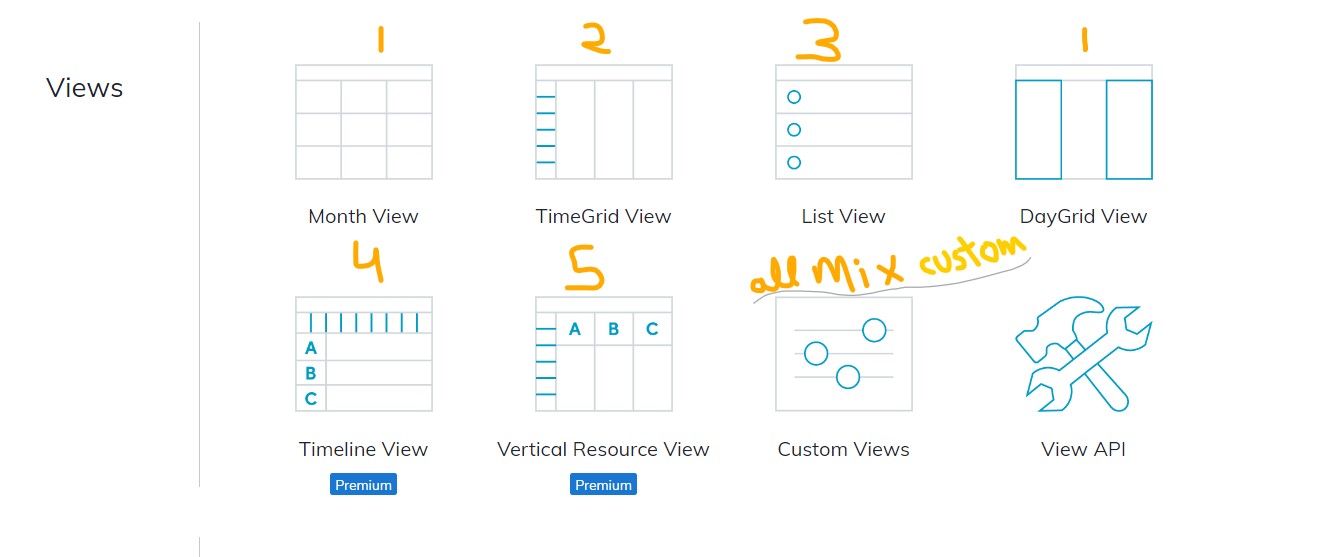 1 2 3 1
Views
Month View TimeGrid View List View DayGrid View
4 5 all Mix custom
A B C
A
B
C
Timeline View Vertical Resource View Custom Views View API
Premium Premium